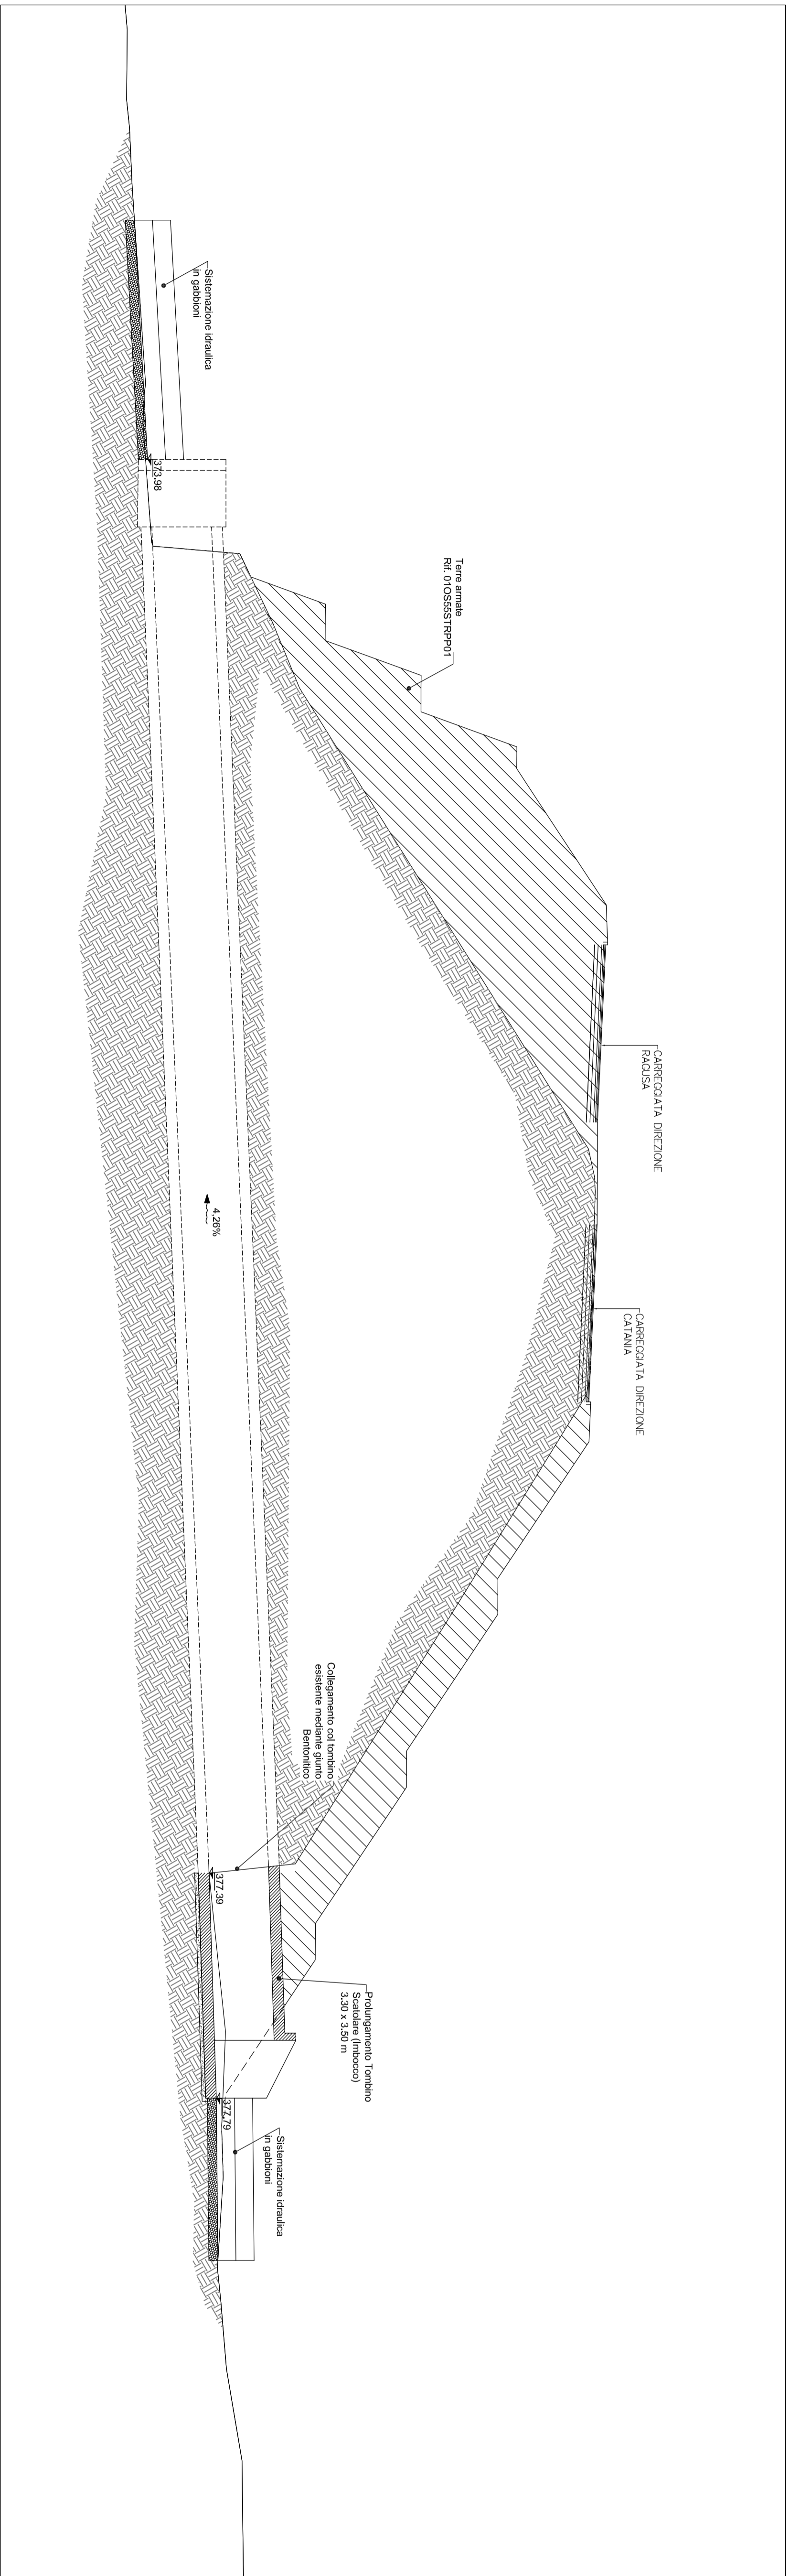 Sistemazione idraulica
in gabbioni
373.98
Terre armate
Rif. 01OS55STRPP01
CARREGGIATA DIREZIONE
RAGUSA
4,26%
CARREGGIATA DIREZIONE
CATANIA
Collegamento col tombino
esistente mediante giunto
Bentonitico
377.39
Prolungamento Tombino
Scatolare (Imbocco)
3.30 x 3.50 m
377.79
Sistemazione idraulica
in gabbioni